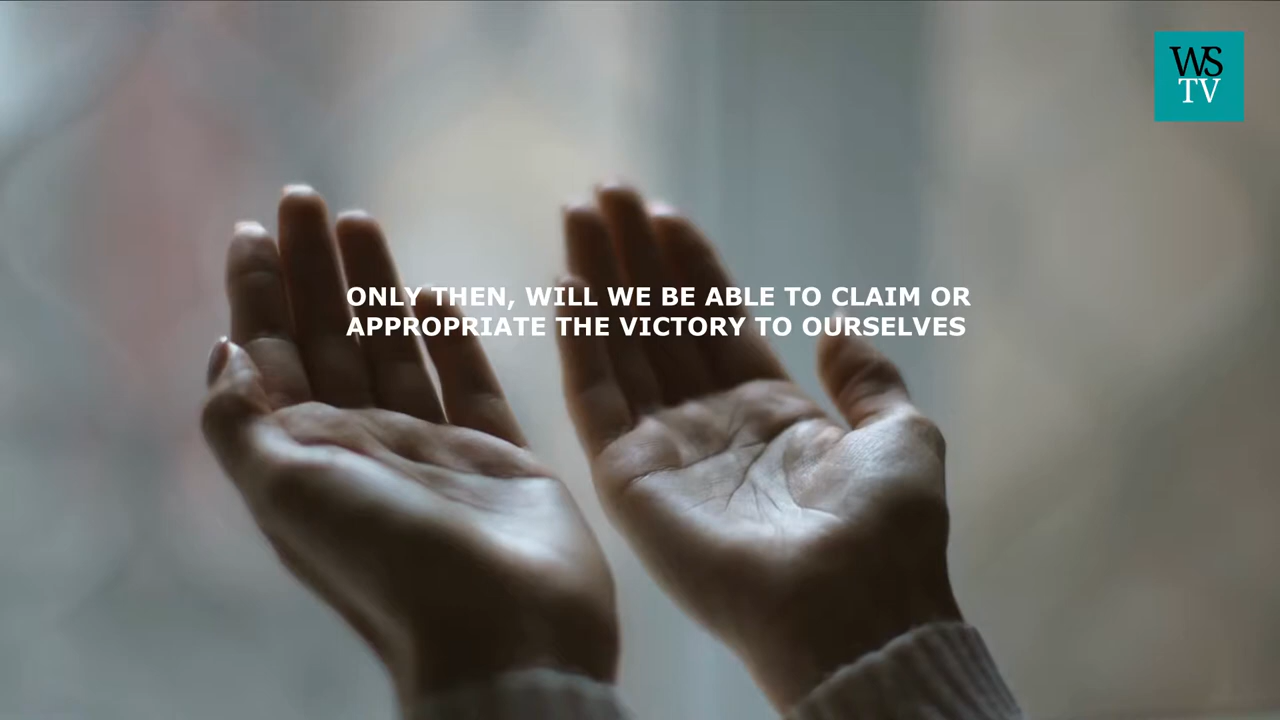 WS
TV
ONLY THEN, WILL WE BE ABLE TO CLAIM OR
APPROPRIATE THE VICTORY TO OURSELVES